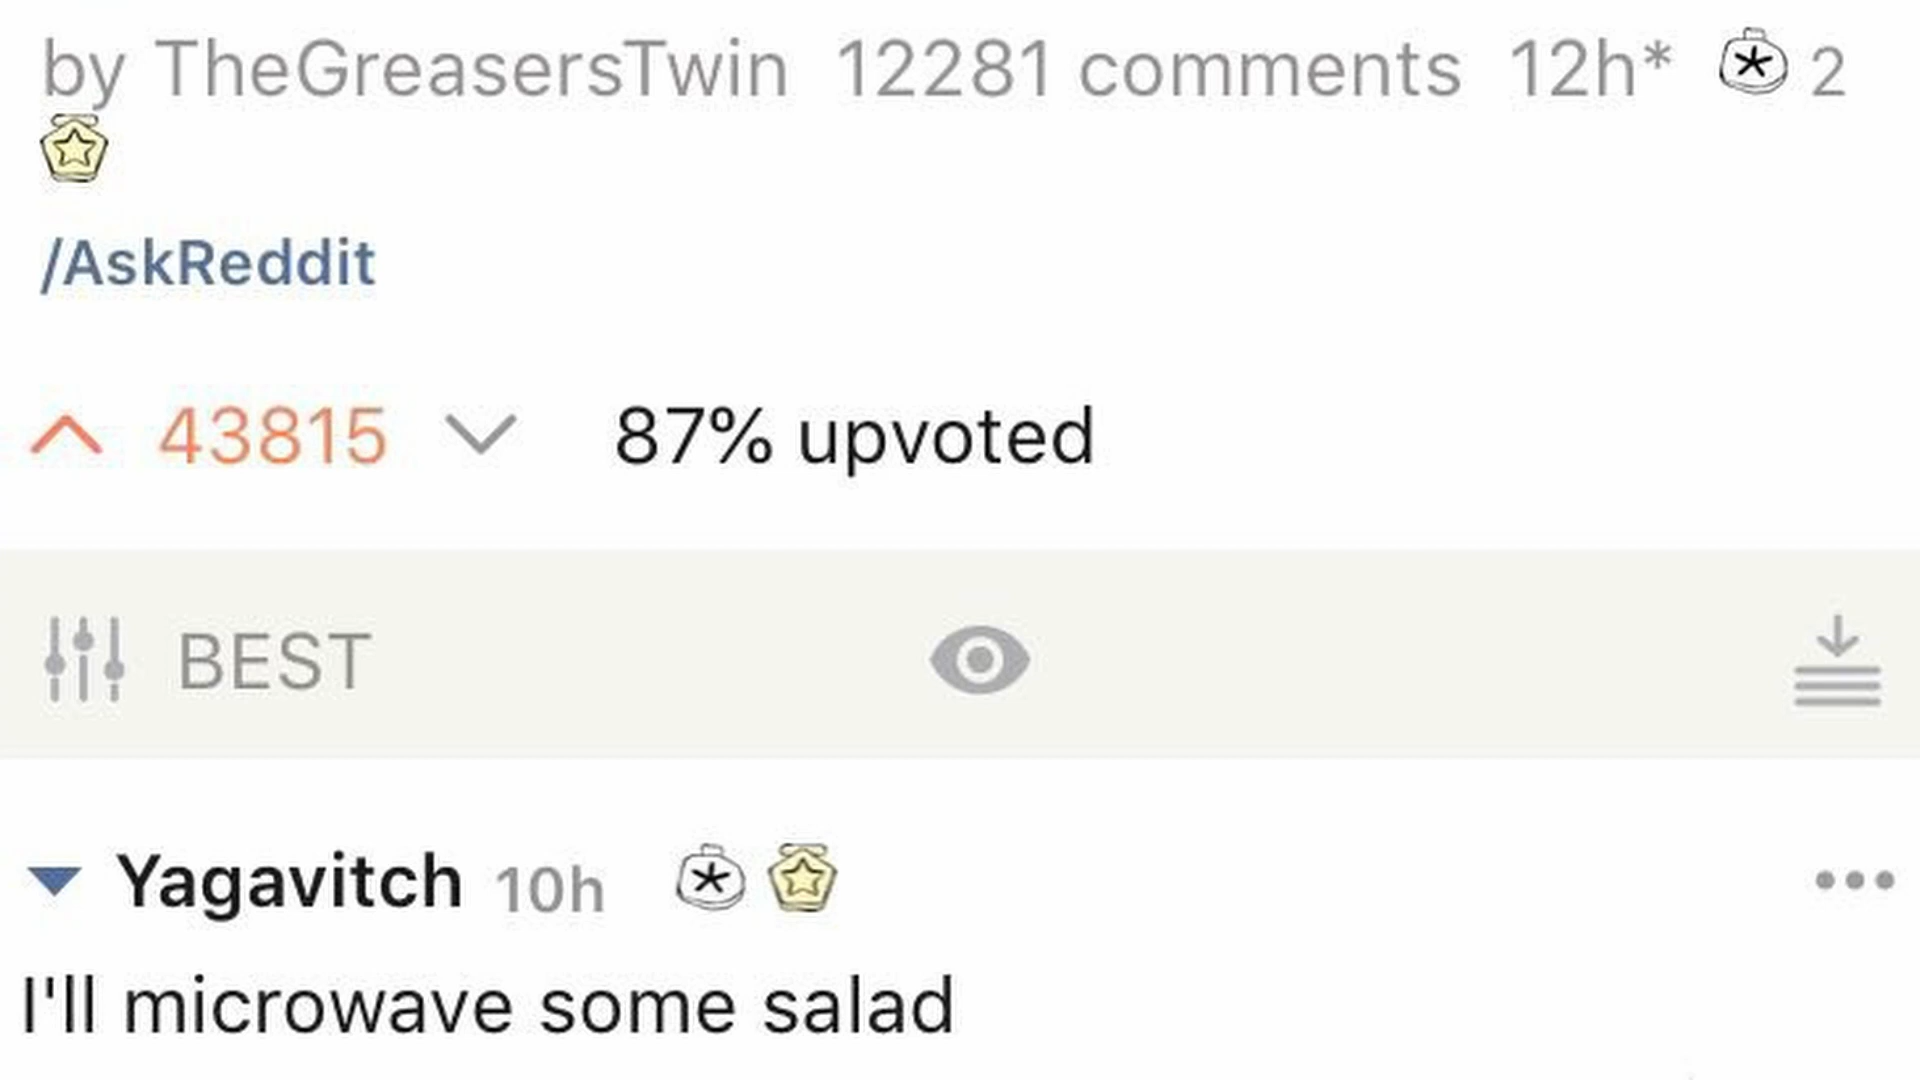 by TheGreasersTwin 12281 comments 12h* 2
/AskReddit
43815 87% upvoted
BEST
Yagavitch 10h
I'll microwave some salad